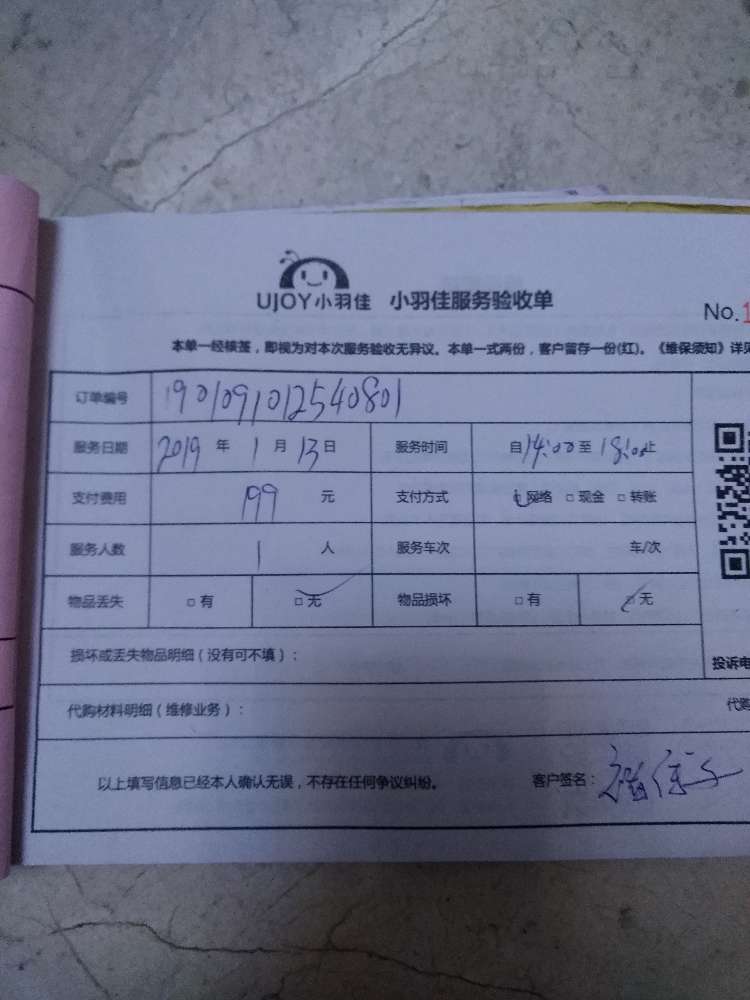 UJOY小羽佳 小羽佳服务验收单
No.1
本单一经核签，即视为对本次服务验收无异议。本单一式两份，客户留存一份(红)。《维保须知》详见
订单编号 1901091012540801
服务日期 2019 年 1 月 13 日 服务时间 自 14:00 至 18:00 止
支付费用 199 元 支付方式 □网络 □现金 □转账
服务人数 1 人 服务车次 车/次
物品丢失 □有 □无 物品损坏 □有 □无
损坏或丢失物品明细（没有可不填）：
投诉电
代购材料明细（维修业务）：
代购
以上填写信息已经本人确认无误，不存在任何争议纠纷。 客户签名：